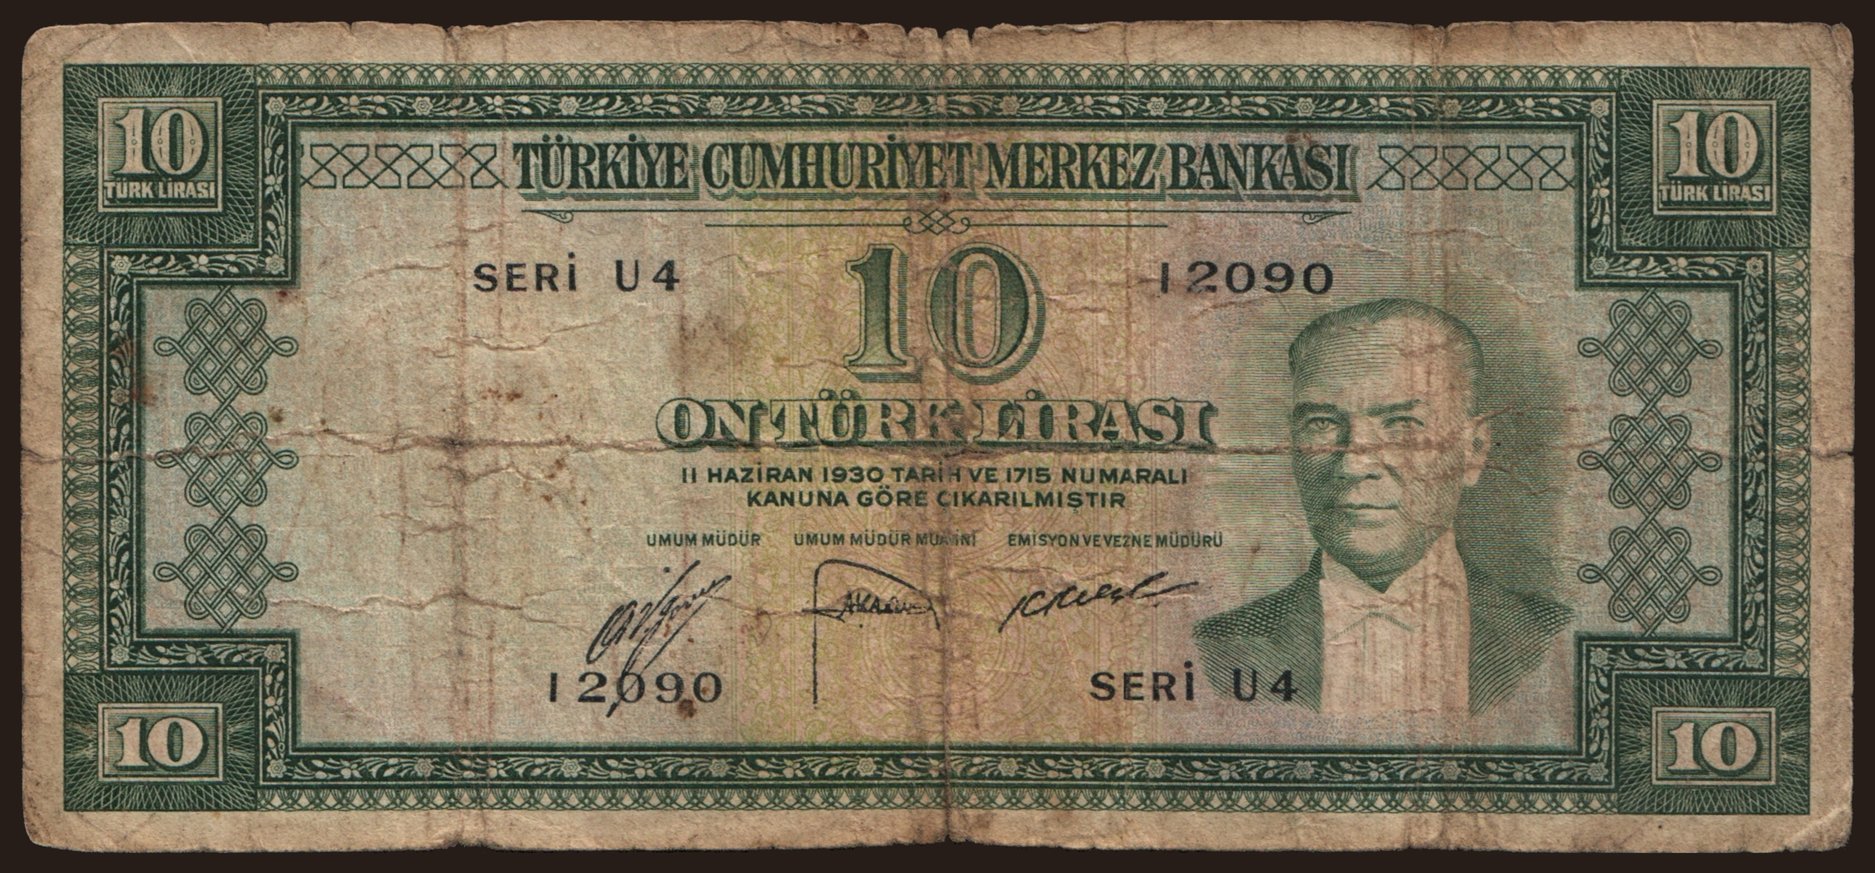 10
TÜRK LİRASI
10
TÜRK LİRASI
TÜRKİYE CUMHURİYET MERKEZ BANKASI
SERİ U4
12090
10
ON TÜRK LİRASI
11 HAZİRAN 1930 TARİH VE 1715 NUMARALI
KANUNA GÖRE ÇIKARILMIŞTIR
UMUM MÜDÜR
UMUM MÜDÜR MUAVİNİ
EMİSYON VE VEZNE MÜDÜRÜ
12090
SERİ U4
10
10